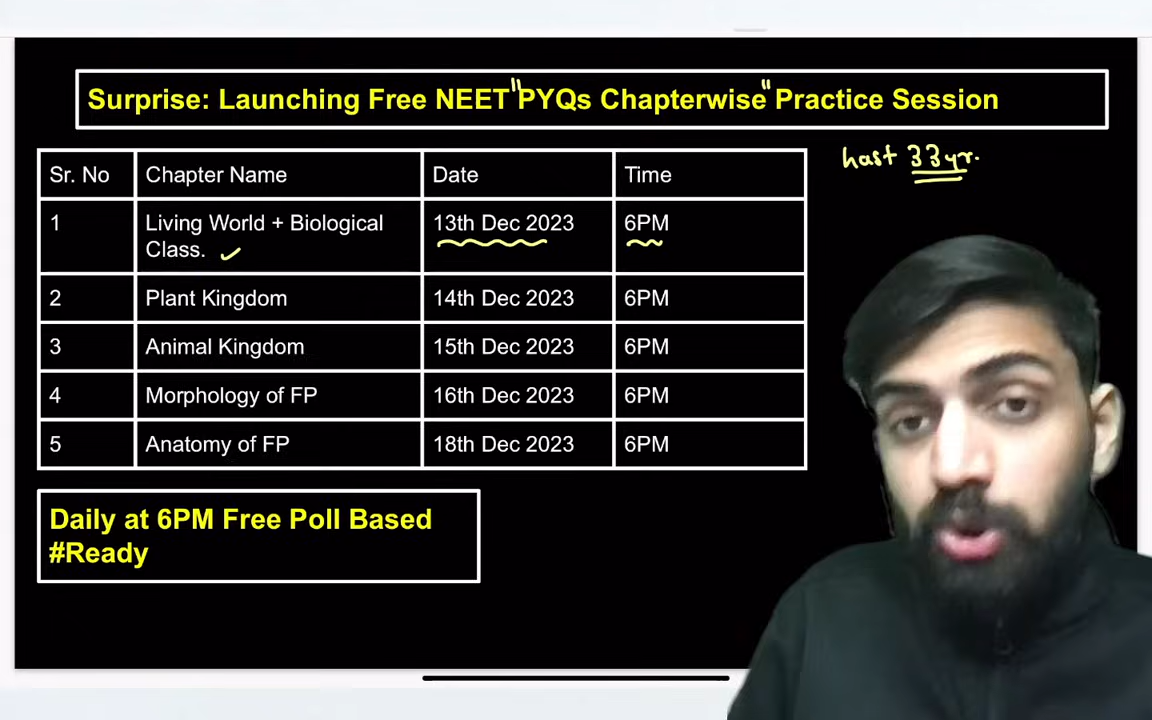 Surprise: Launching Free NEET "PYQs Chapterwise" Practice Session
last 33yr.
Sr. No Chapter Name Date Time
1 Living World + Biological Class. 13th Dec 2023 6PM
2 Plant Kingdom 14th Dec 2023 6PM
3 Animal Kingdom 15th Dec 2023 6PM
4 Morphology of FP 16th Dec 2023 6PM
5 Anatomy of FP 18th Dec 2023 6PM
Daily at 6PM Free Poll Based
#Ready